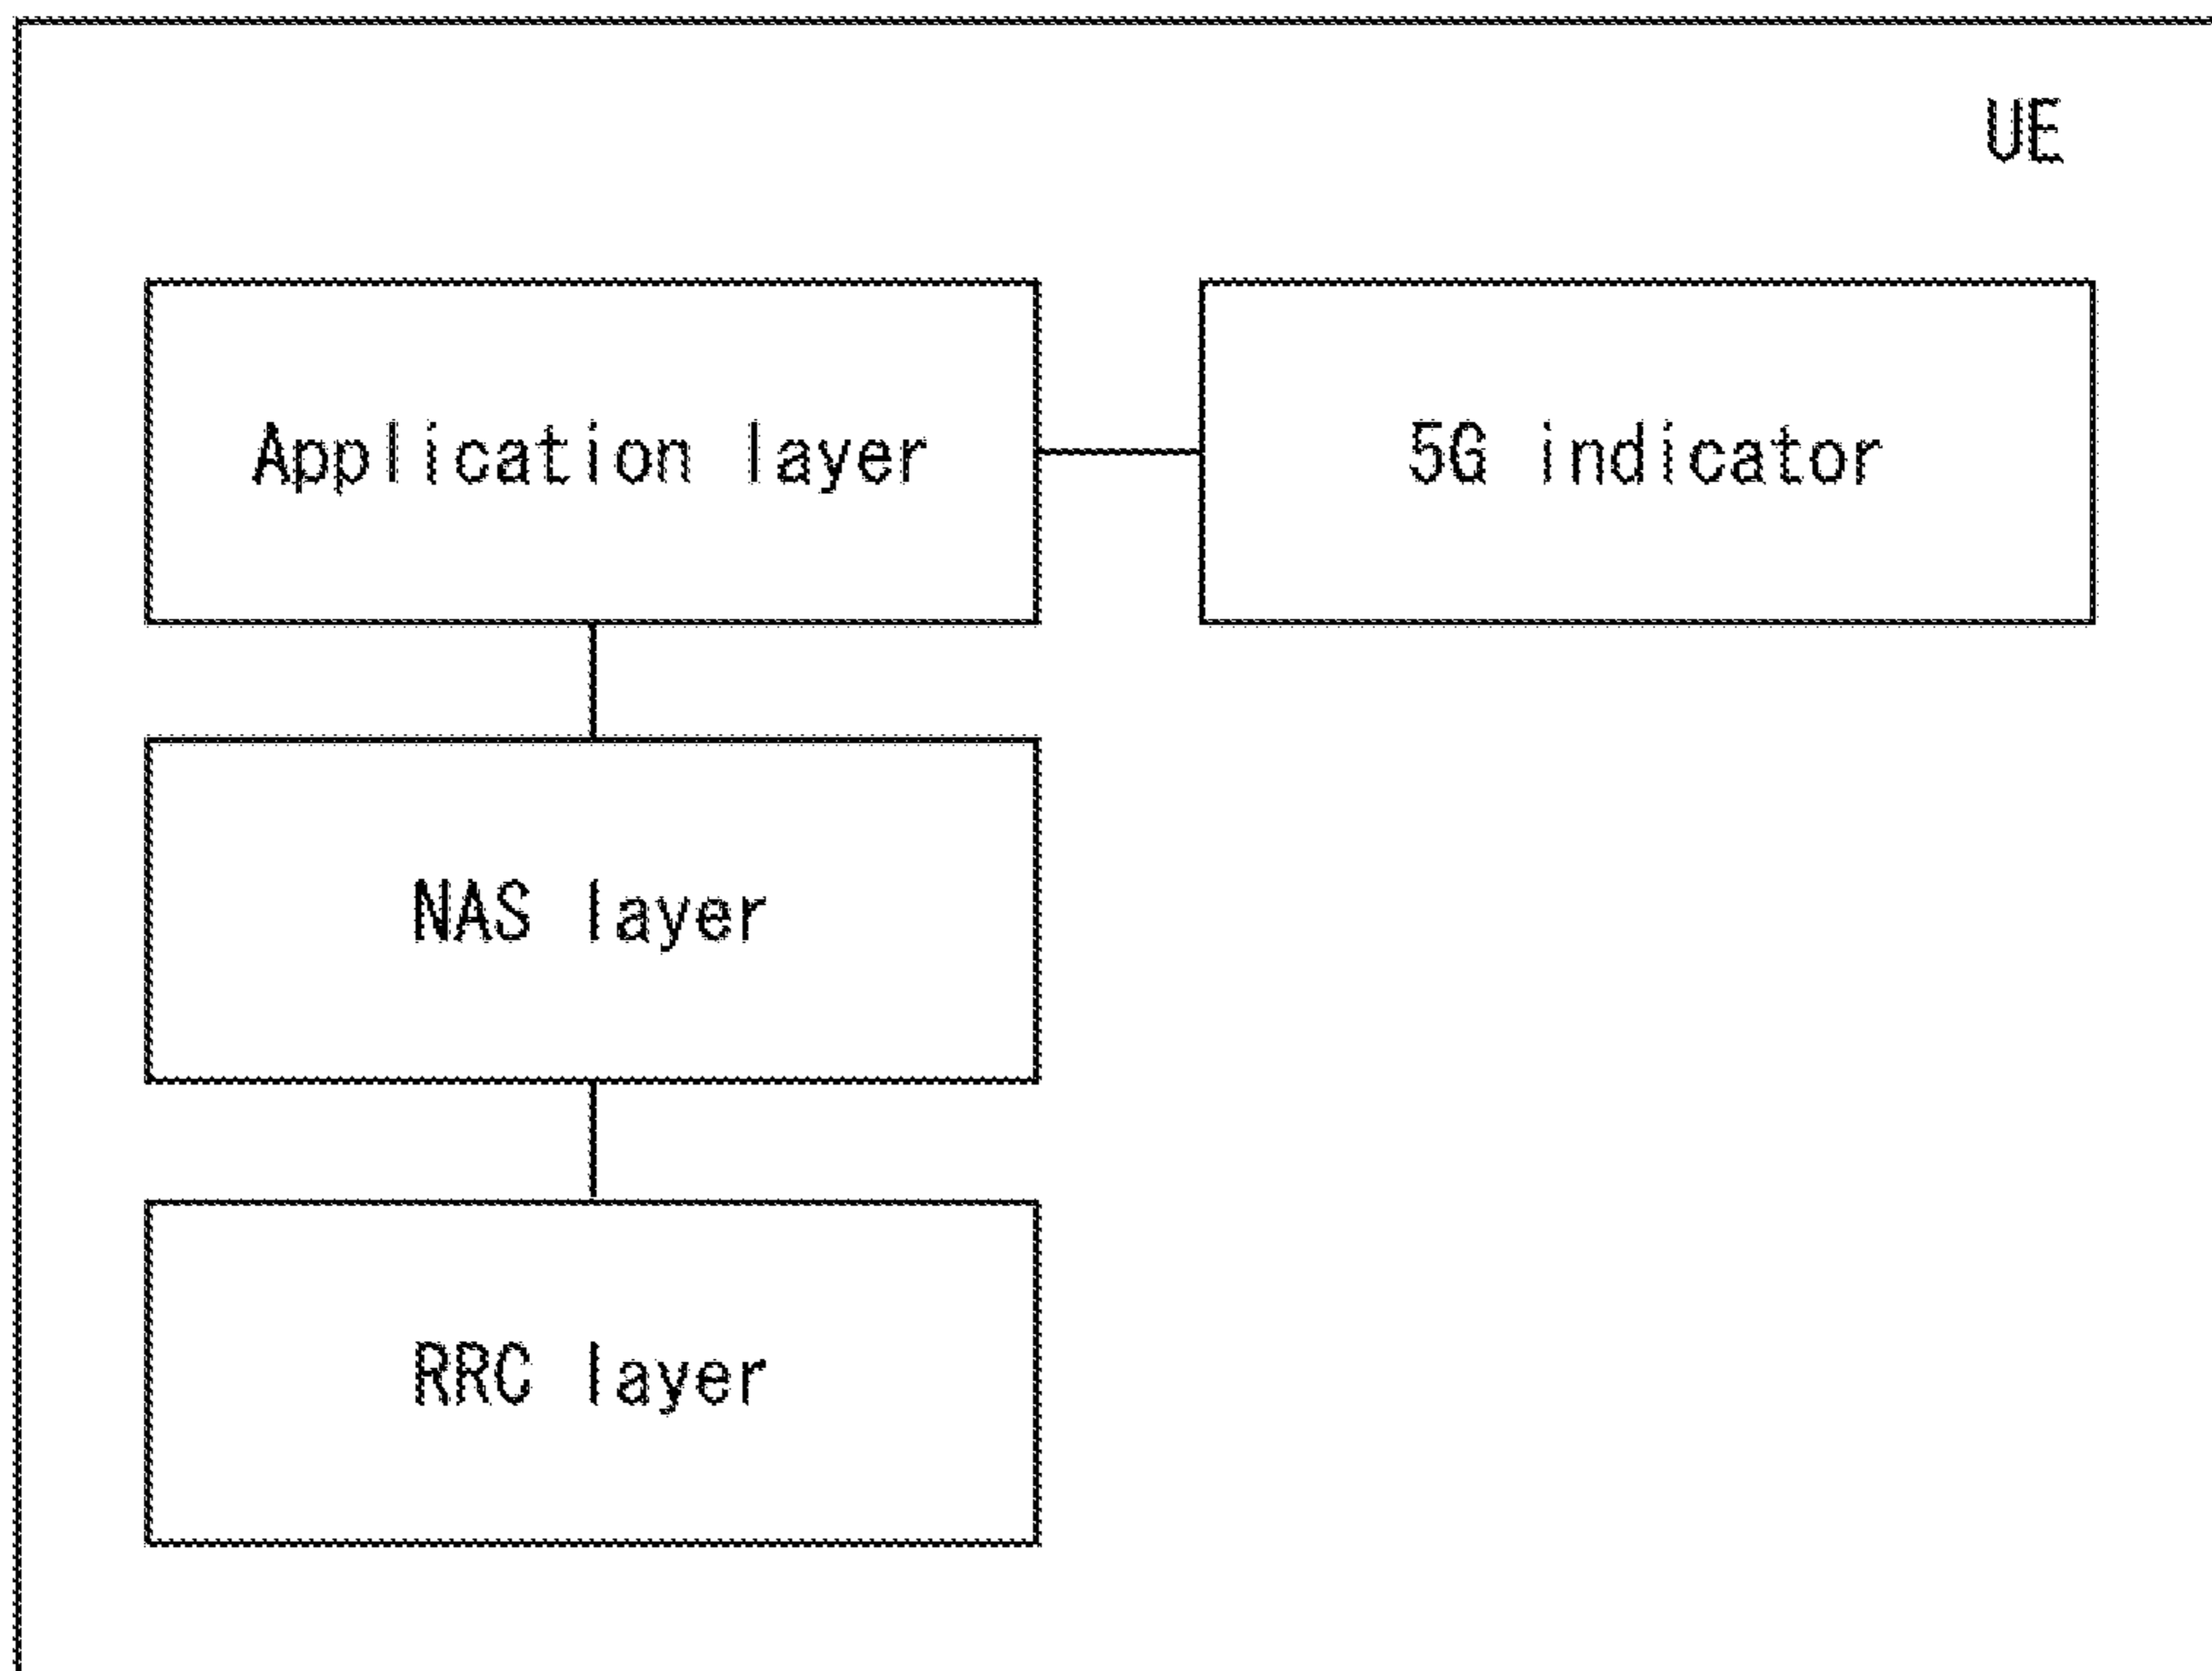 UE
Application layer
5G indicator
NAS layer
RRC layer